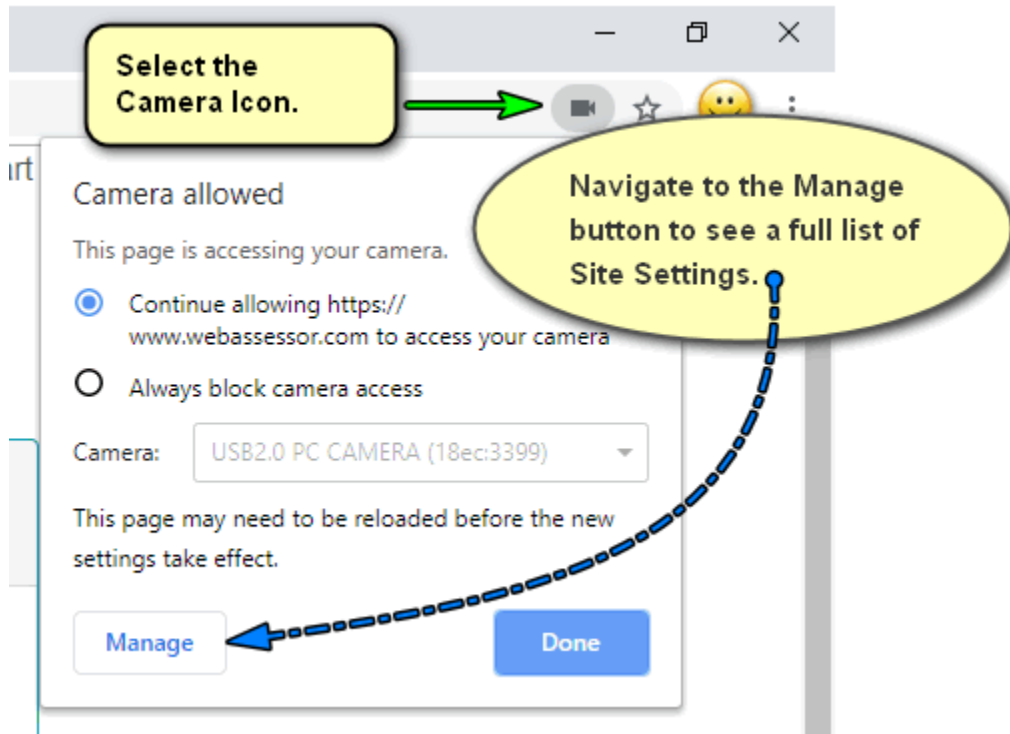 Select the
Camera Icon.
art
Camera allowed
Navigate to the Manage
button to see a full list of
Site Settings.
This page is accessing your camera.
Continue allowing https://
www.webassessor.com to access your camera
Always block camera access
Camera:
USB2.0 PC CAMERA (18ec:3399)
This page may need to be reloaded before the new
settings take effect.
Manage
Done